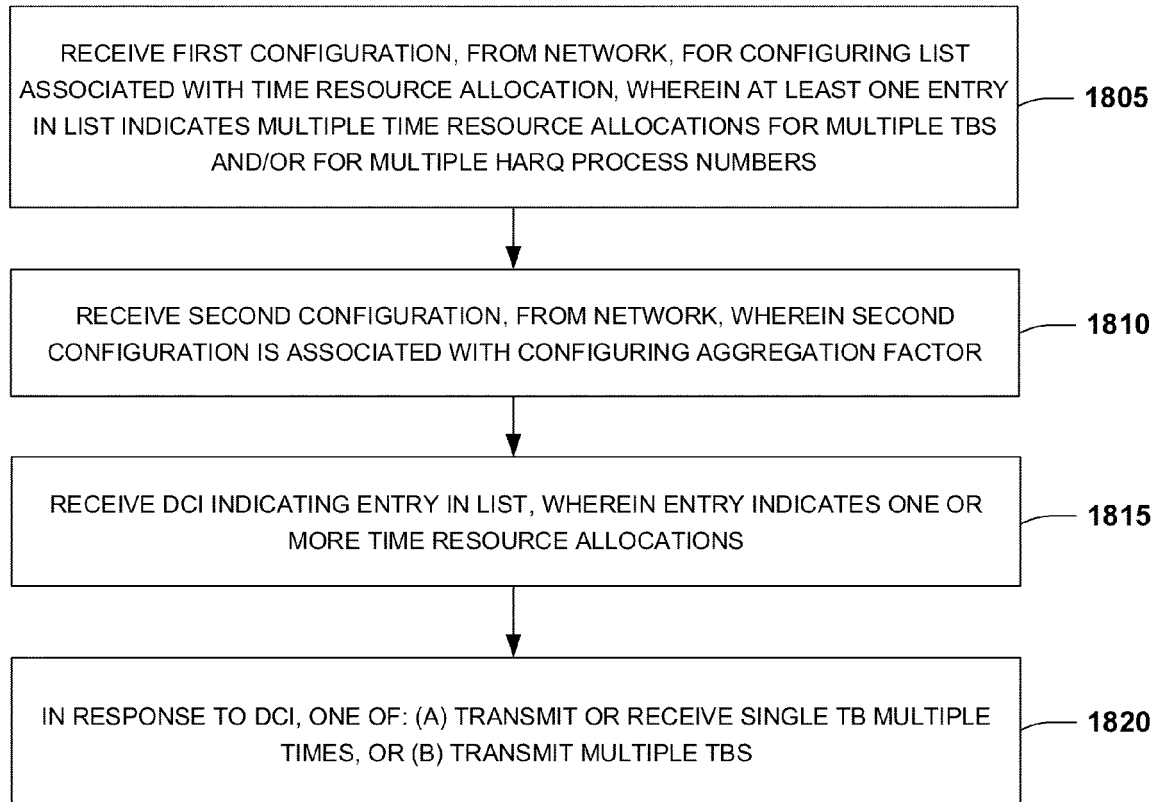 RECEIVE FIRST CONFIGURATION, FROM NETWORK, FOR CONFIGURING LIST
ASSOCIATED WITH TIME RESOURCE ALLOCATION, WHEREIN AT LEAST ONE ENTRY
IN LIST INDICATES MULTIPLE TIME RESOURCE ALLOCATIONS FOR MULTIPLE TBS
AND/OR FOR MULTIPLE HARQ PROCESS NUMBERS
1805
RECEIVE SECOND CONFIGURATION, FROM NETWORK, WHEREIN SECOND
CONFIGURATION IS ASSOCIATED WITH CONFIGURING AGGREGATION FACTOR
1810
RECEIVE DCI INDICATING ENTRY IN LIST, WHEREIN ENTRY INDICATES ONE OR
MORE TIME RESOURCE ALLOCATIONS
1815
IN RESPONSE TO DCI, ONE OF: (A) TRANSMIT OR RECEIVE SINGLE TB MULTIPLE
TIMES, OR (B) TRANSMIT MULTIPLE TBS
1820